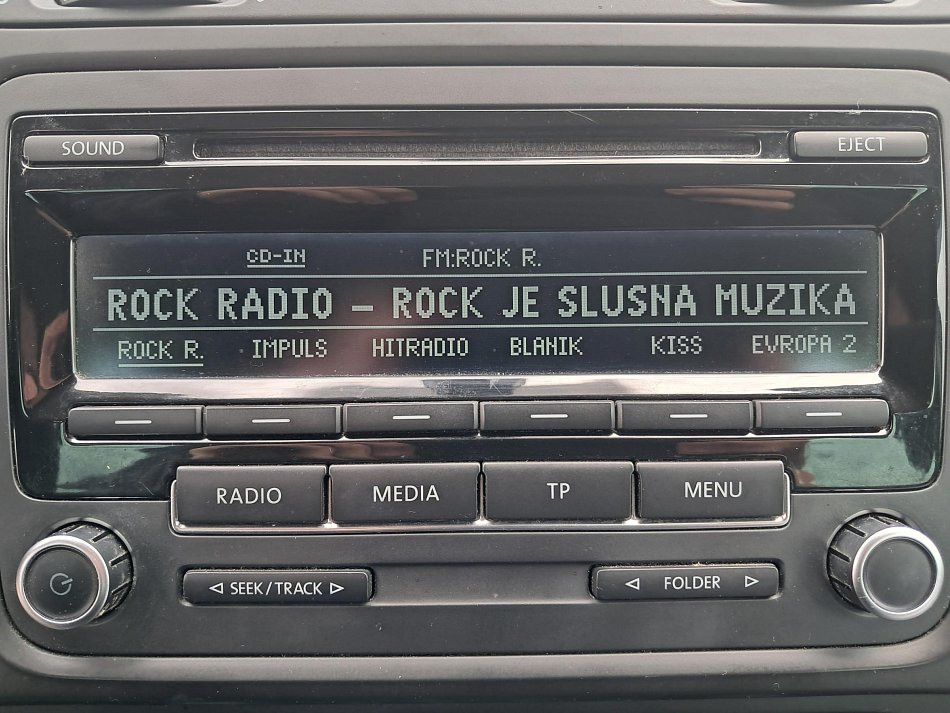 SOUND EJECT
CD-IN FM:ROCK R.
ROCK RADIO - ROCK JE SLUSNA MUZIKA
ROCK R. IMPULS HITRADIO BLANIK KISS EVROPA 2
RADIO MEDIA TP MENU
◁ SEEK/TRACK ▷ ◁ FOLDER ▷